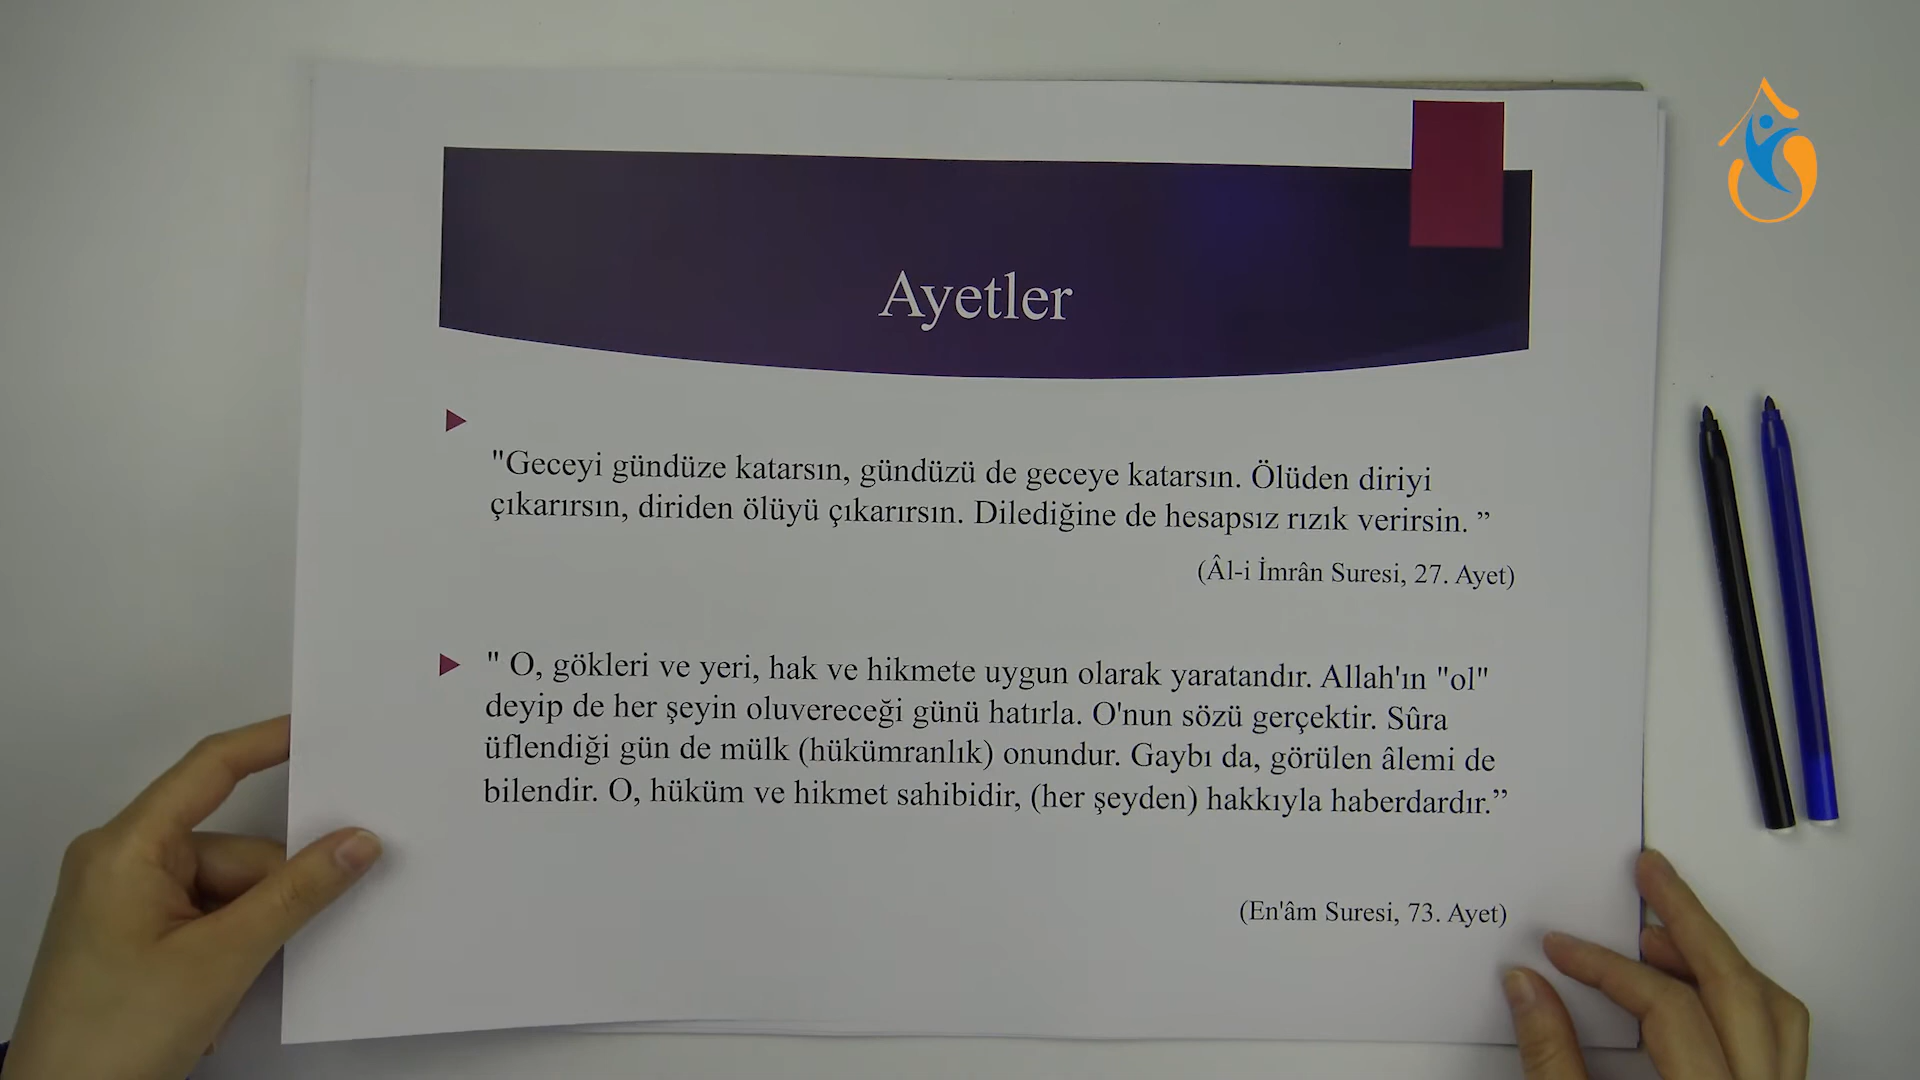 Ayetler
"Geceyi gündüze katarsın, gündüzü de geceye katarsın. Ölüden diriyi
çıkarırsın, diriden ölüyü çıkarırsın. Dilediğine de hesapsız rızık verirsin. ”
(Âl-i İmrân Suresi, 27. Ayet)
" O, gökleri ve yeri, hak ve hikmete uygun olarak yaratandır. Allah'ın "ol"
deyip de her şeyin oluvereceği günü hatırla. O'nun sözü gerçektir. Sûra
üflendiği gün de mülk (hükümranlık) onundur. Gaybı da, görülen âlemi de
bilendir. O, hüküm ve hikmet sahibidir, (her şeyden) hakkıyla haberdardır.”
(En'âm Suresi, 73. Ayet)